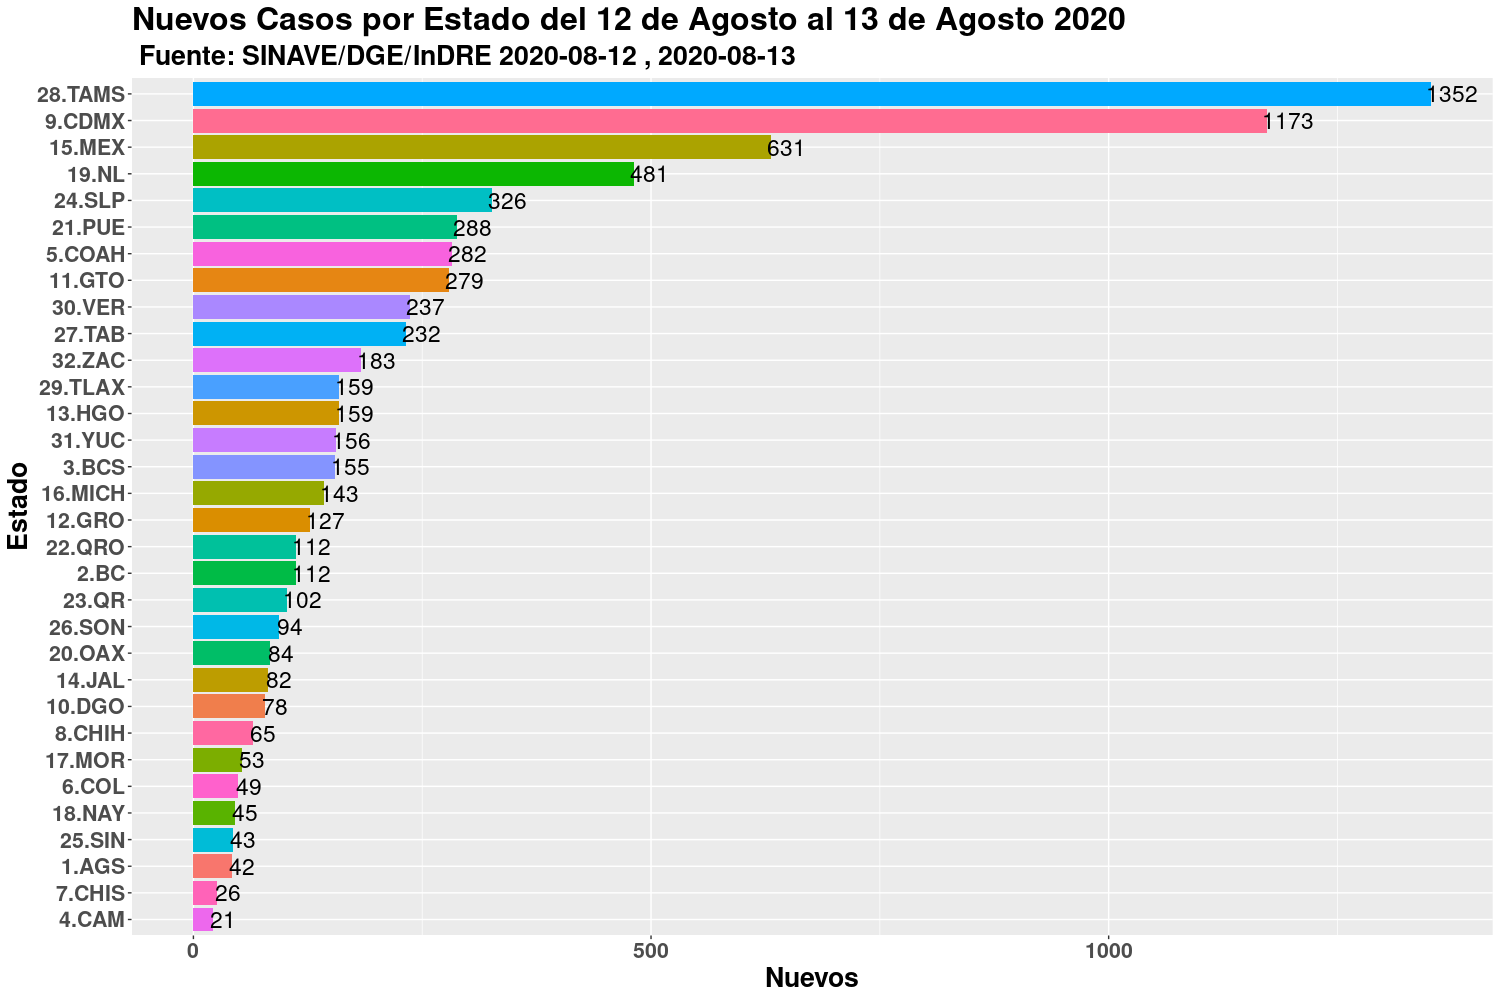 Nuevos Casos por Estado del 12 de Agosto al 13 de Agosto 2020
Fuente: SINAVE/DGE/InDRE 2020-08-12 , 2020-08-13
28.TAMS 1352
9.CDMX 1173
15.MEX 631
19.NL 481
24.SLP 326
21.PUE 288
5.COAH 282
11.GTO 279
30.VER 237
27.TAB 232
32.ZAC 183
29.TLAX 159
13.HGO 159
31.YUC 156
3.BCS 155
16.MICH 143
12.GRO 127
22.QRO 112
2.BC 112
23.QR 102
26.SON 94
20.OAX 84
14.JAL 82
10.DGO 78
8.CHIH 65
17.MOR 53
6.COL 49
18.NAY 45
25.SIN 43
1.AGS 42
7.CHIS 26
4.CAM 21
Estado
0 500 1000
Nuevos